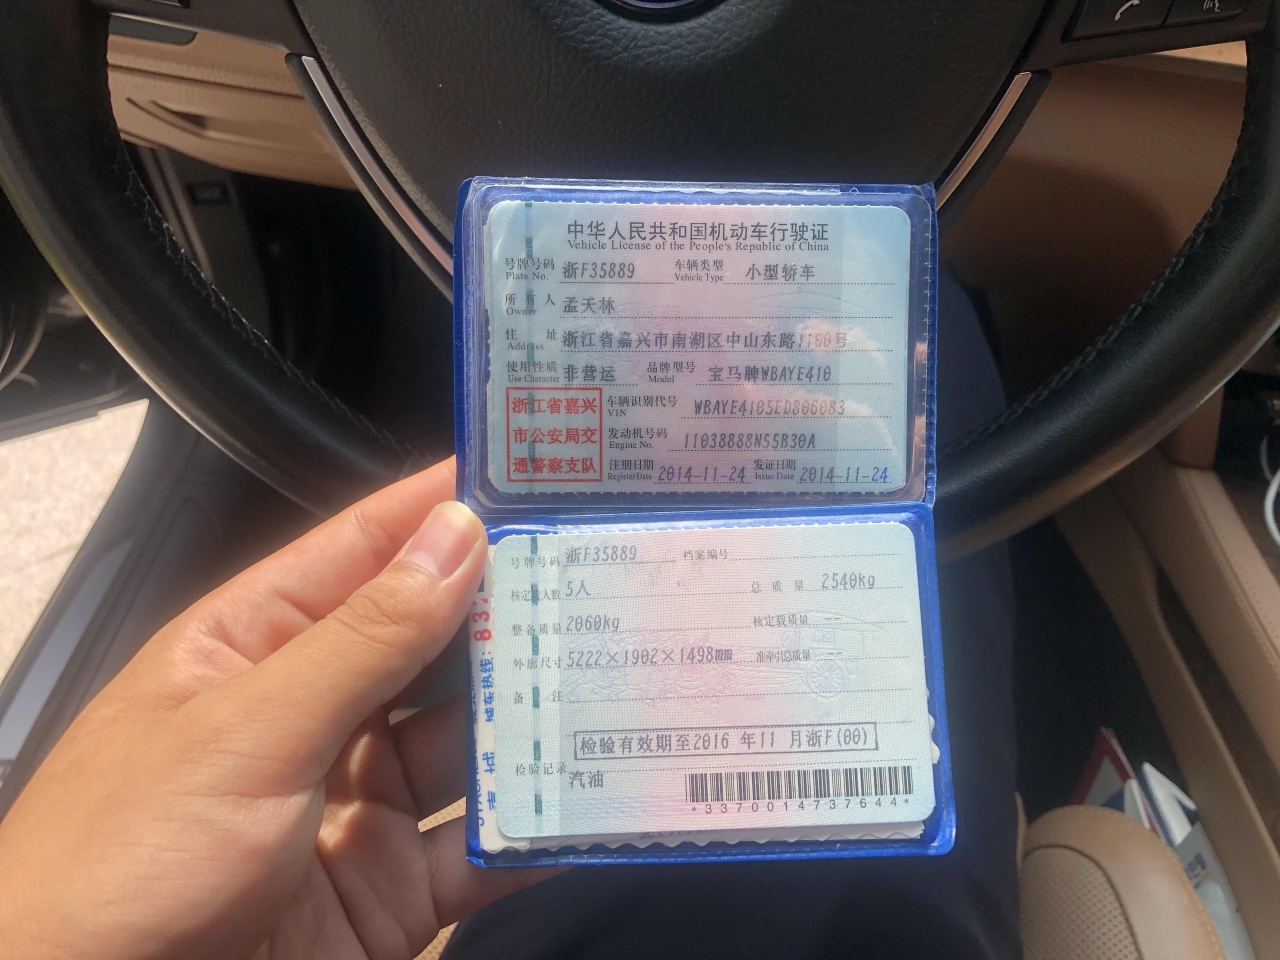 中华人民共和国机动车行驶证
Vehicle License of the People's Republic of China
号牌号码 浙F35889 车辆类型 小型轿车
Plate No. Vehicle Type
所有人 孟天林
Owner
住址 浙江省嘉兴市南湖区中山东路1100号
Address
使用性质 非营运 品牌型号 宝马牌WBAYE410
Use Character Model
浙江省嘉兴
市公安局交
通警察支队
车辆识别代号 WBAYE4105ED806083
VIN
发动机号码 11038888N55B30A
Engine No.
注册日期 2014-11-24 发证日期 2014-11-24
Register Date Issue Date
号牌号码 浙F35889 档案编号
核定载人数 5人 总质量 2540kg
整备质量 2060kg 核定载质量 --
外廓尺寸 5222×1902×1498mm 准牵引总质量 --
备注
检验有效期至2016 年11 月浙F(00)
检验记录 汽油
*3370014737644*
热线: 837